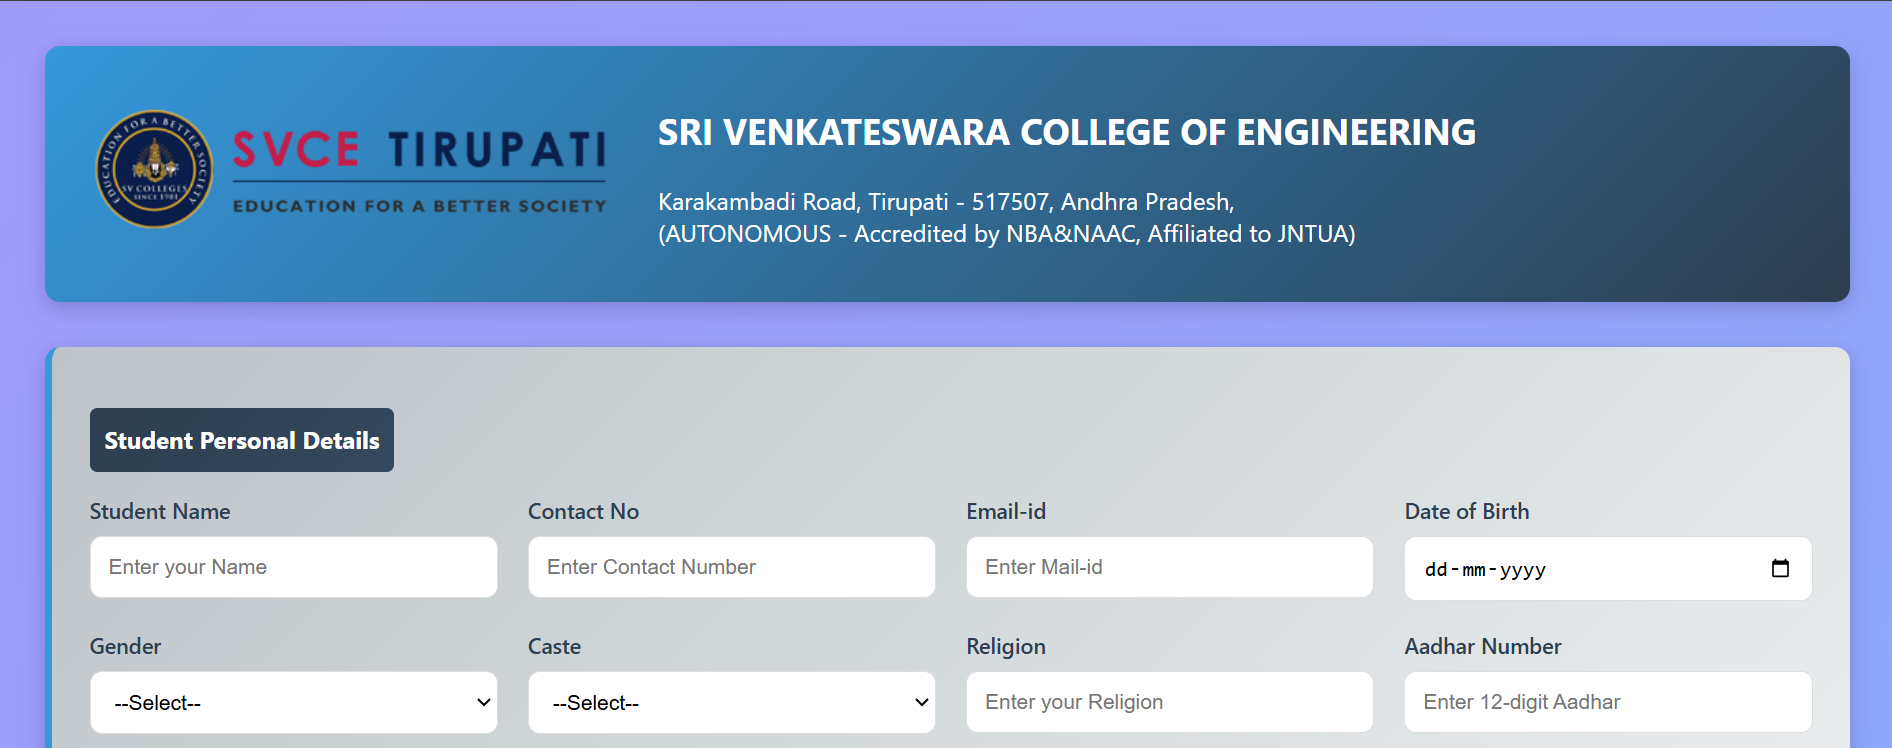 EDUCATION FOR A BETTER SOCIETY
SV COLLEGES
SINCE 1981
SVCE TIRUPATI
EDUCATION FOR A BETTER SOCIETY
SRI VENKATESWARA COLLEGE OF ENGINEERING
Karakambadi Road, Tirupati - 517507, Andhra Pradesh,
(AUTONOMOUS - Accredited by NBA&NAAC, Affiliated to JNTUA)
Student Personal Details
Student Name Contact No Email-id Date of Birth
Enter your Name Enter Contact Number Enter Mail-id dd-mm-yyyy
Gender Caste Religion Aadhar Number
--Select-- --Select-- Enter your Religion Enter 12-digit Aadhar